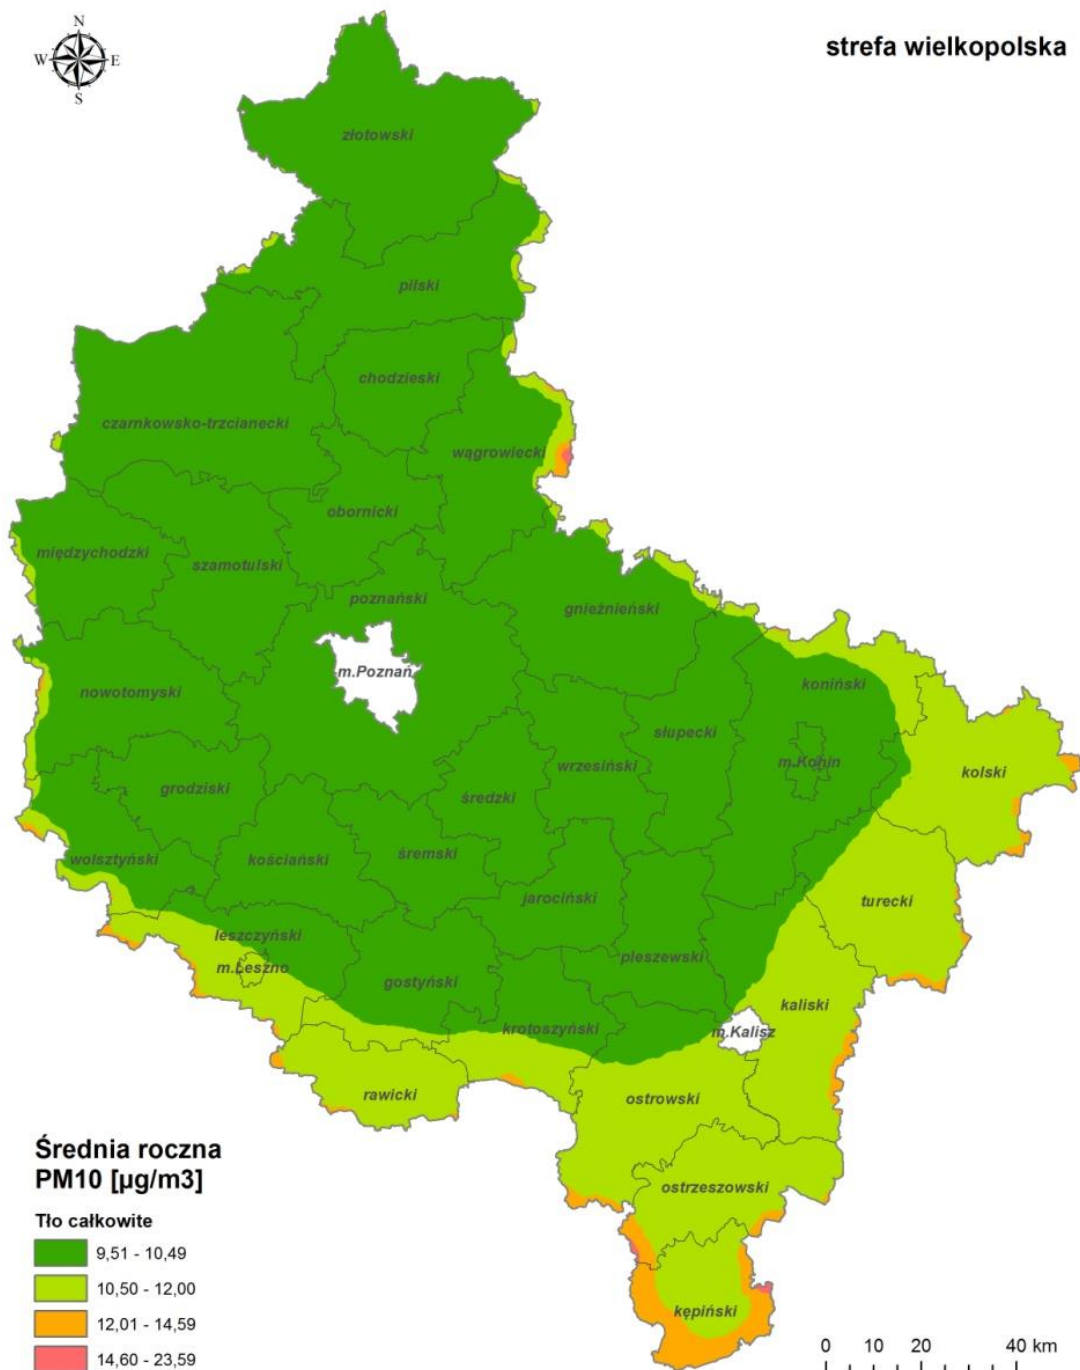 N
W E
S
strefa wielkopolska
złotowski
pilski
chodzieski
czarnkowsko-trzcianecki
wągrowiecki
obornicki
międzychodzki
szamotulski
poznański
gnieźnieński
m.Poznań
nowotomyski
koniński
słupecki
m.Konin
kolski
wrzesiński
grodziski
średzki
wolsztyński
kościański
śremski
jarociński
turecki
leszczyński
m.Leszno
gostyński
pleszewski
kaliski
krotoszyński
m.Kalisz
rawicki
ostrowski
ostrzeszowski
kępiński
Średnia roczna
PM10 [µg/m3]
Tło całkowite
9,51 - 10,49
10,50 - 12,00
12,01 - 14,59
14,60 - 23,59
0 10 20 40 km